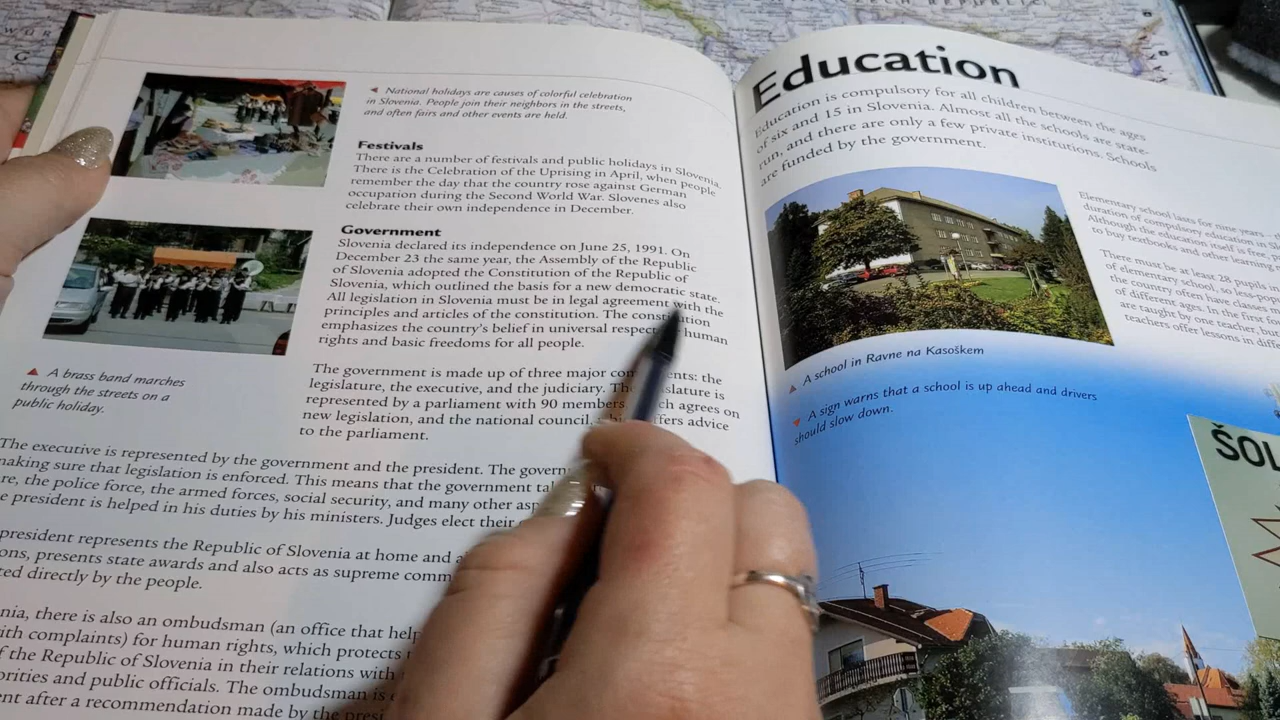 ◄ National holidays are causes of colorful celebration
in Slovenia. People join their neighbors in the streets,
and often fairs and other events are held.
Festivals
There are a number of festivals and public holidays in Slovenia.
There is the Celebration of the Uprising in April, when people
remember the day that the country rose against German
occupation during the Second World War. Slovenes also
celebrate their own independence in December.
Government
Slovenia declared its independence on June 25, 1991. On
December 23 the same year, the Assembly of the Republic
of Slovenia adopted the Constitution of the Republic of
Slovenia, which outlined the basis for a new democratic state.
All legislation in Slovenia must be in legal agreement with the
principles and articles of the constitution. The constitution
emphasizes the country's belief in universal respect human
rights and basic freedoms for all people.
▲ A brass band marches
through the streets on a
public holiday.
The government is made up of three major the
legislature, the executive, and the judiciary. is
represented by a parliament with 90 members agrees on
new legislation, and the national council, advice
to the parliament.
The executive is represented by the government and the president. The
making sure that legislation is enforced. This means that the government
the police force, the armed forces, social security, and many other
president is helped in his duties by his ministers. Judges elect their
president represents the Republic of Slovenia at home and
presents state awards and also acts as supreme
directly by the people.
there is also an ombudsman (an office that
with complaints) for human rights, which protects
of the Republic of Slovenia in their relations with
and public officials. The ombudsman is
after a recommendation made by the
Education
Education is compulsory for all children between the ages
of six and 15 in Slovenia. Almost all the schools are state-
run, and there are only a few private institutions. Schools
are funded by the government.
▲ A school in Ravne na Kasoškem
▼ A sign warns that a school is up ahead and drivers
should slow down.
Elementary school lasts for nine years
duration of compulsory education in
Although the education itself is free,
to buy textbooks and other learning
There must be at least 28 pupils
of elementary school, so less-
the country often have classes
of different ages. In the first
are taught by one teacher,
teachers offer lessons in
ŠOL